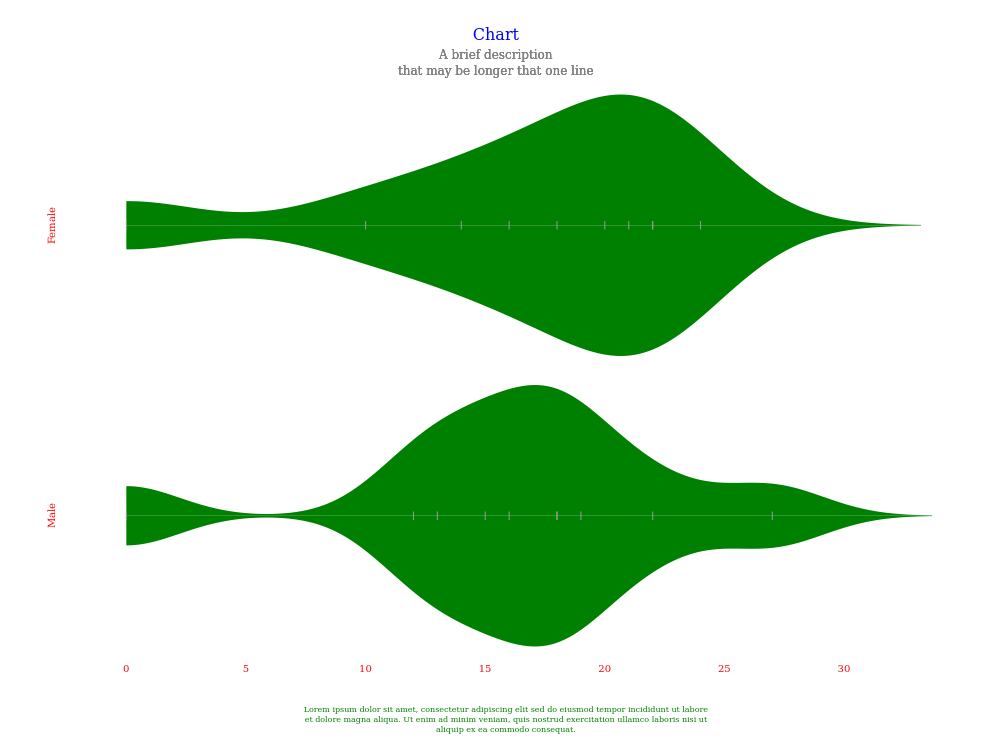 Chart
A brief description
that may be longer that one line
Female
Male
0 5 10 15 20 25 30
Lorem ipsum dolor sit amet, consectetur adipiscing elit sed do eiusmod tempor incididunt ut labore
et dolore magna aliqua. Ut enim ad minim veniam, quis nostrud exercitation ullamco laboris nisi ut
aliquip ex ea commodo consequat.